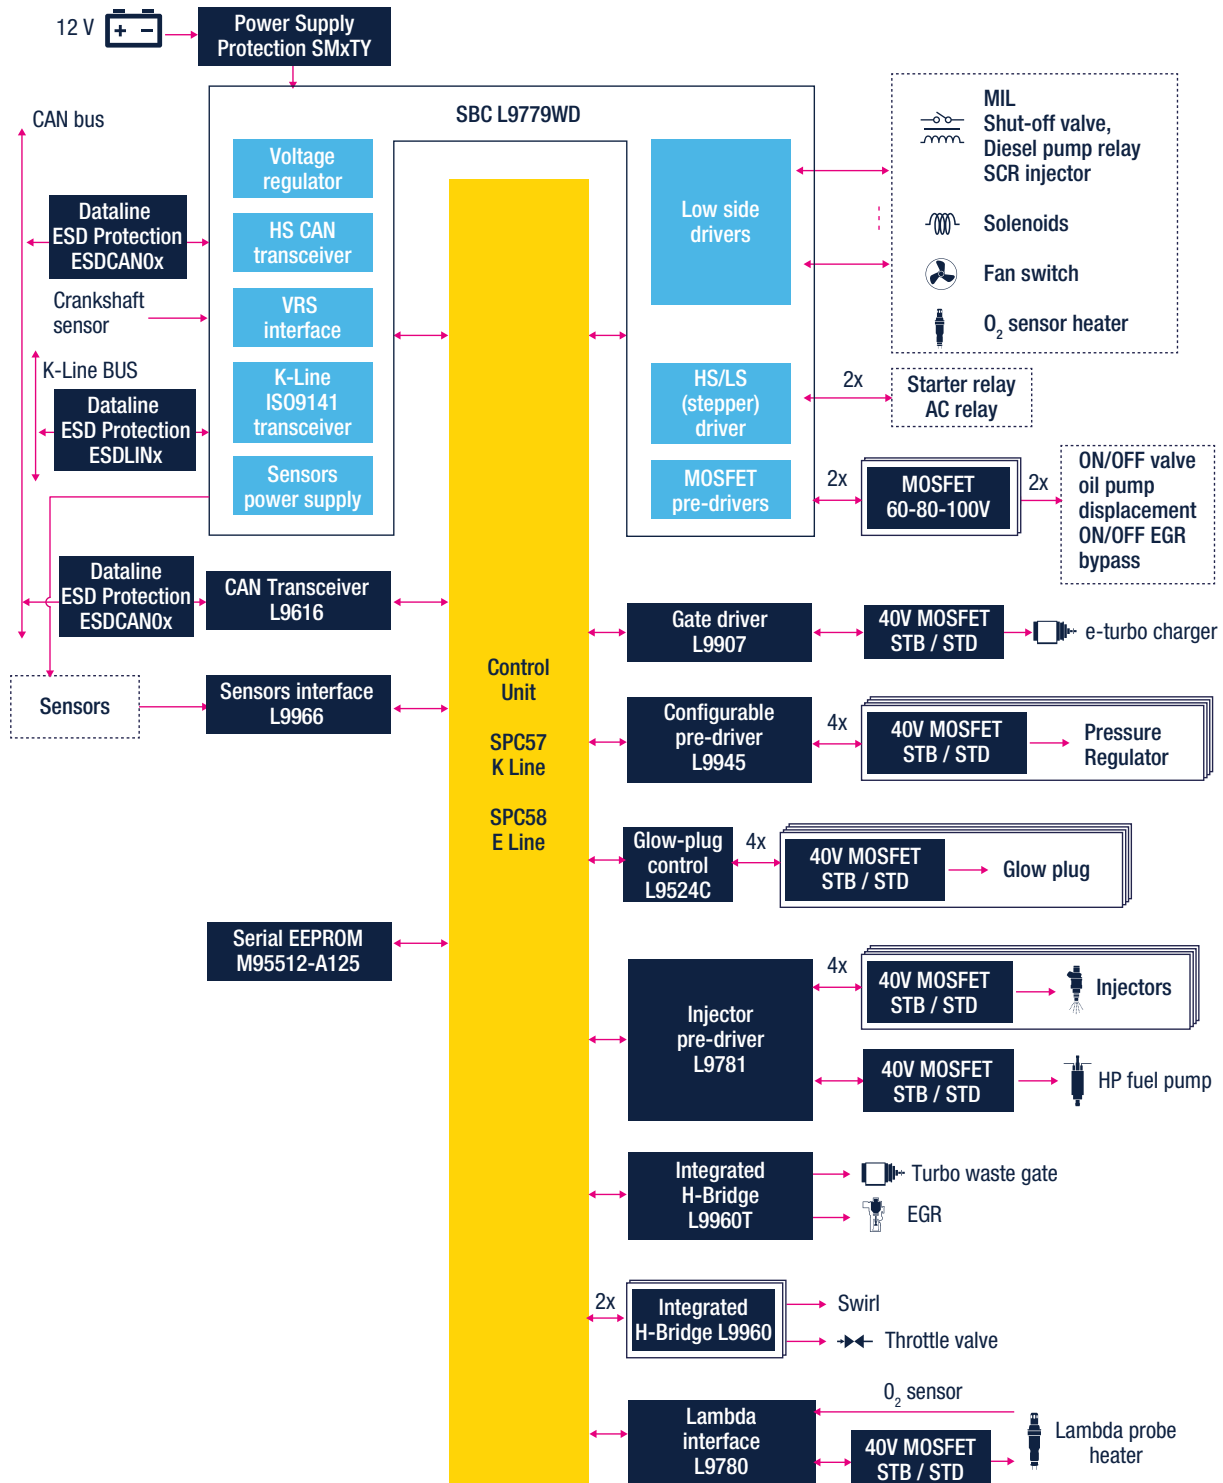 12 V
Power Supply
Protection SMxTY
SBC L9779WD
CAN bus
Voltage
regulator
Dataline
ESD Protection
ESDCAN0x
HS CAN
transceiver
Crankshaft
sensor
VRS
interface
K-Line BUS
K-Line
ISO9141
transceiver
Dataline
ESD Protection
ESDLINx
Sensors
power supply
Low side
drivers
MIL
Shut-off valve,
Diesel pump relay
SCR injector
Solenoids
Fan switch
O2 sensor heater
HS/LS
(stepper)
driver
2x
Starter relay
AC relay
MOSFET
pre-drivers
2x
MOSFET
60-80-100V
2x
ON/OFF valve
oil pump
displacement
ON/OFF EGR
bypass
Dataline
ESD Protection
ESDCAN0x
CAN Transceiver
L9616
Sensors
Sensors interface
L9966
Control
Unit
SPC57
K Line
SPC58
E Line
Serial EEPROM
M95512-A125
Gate driver
L9907
40V MOSFET
STB / STD
e-turbo charger
Configurable
pre-driver
L9945
4x
40V MOSFET
STB / STD
Pressure
Regulator
Glow-plug
control
L9524C
4x
40V MOSFET
STB / STD
Glow plug
Injector
pre-driver
L9781
4x
40V MOSFET
STB / STD
Injectors
40V MOSFET
STB / STD
HP fuel pump
Integrated
H-Bridge
L9960T
Turbo waste gate
EGR
2x
Integrated
H-Bridge L9960
Swirl
Throttle valve
Lambda
interface
L9780
O2 sensor
40V MOSFET
STB / STD
Lambda probe
heater